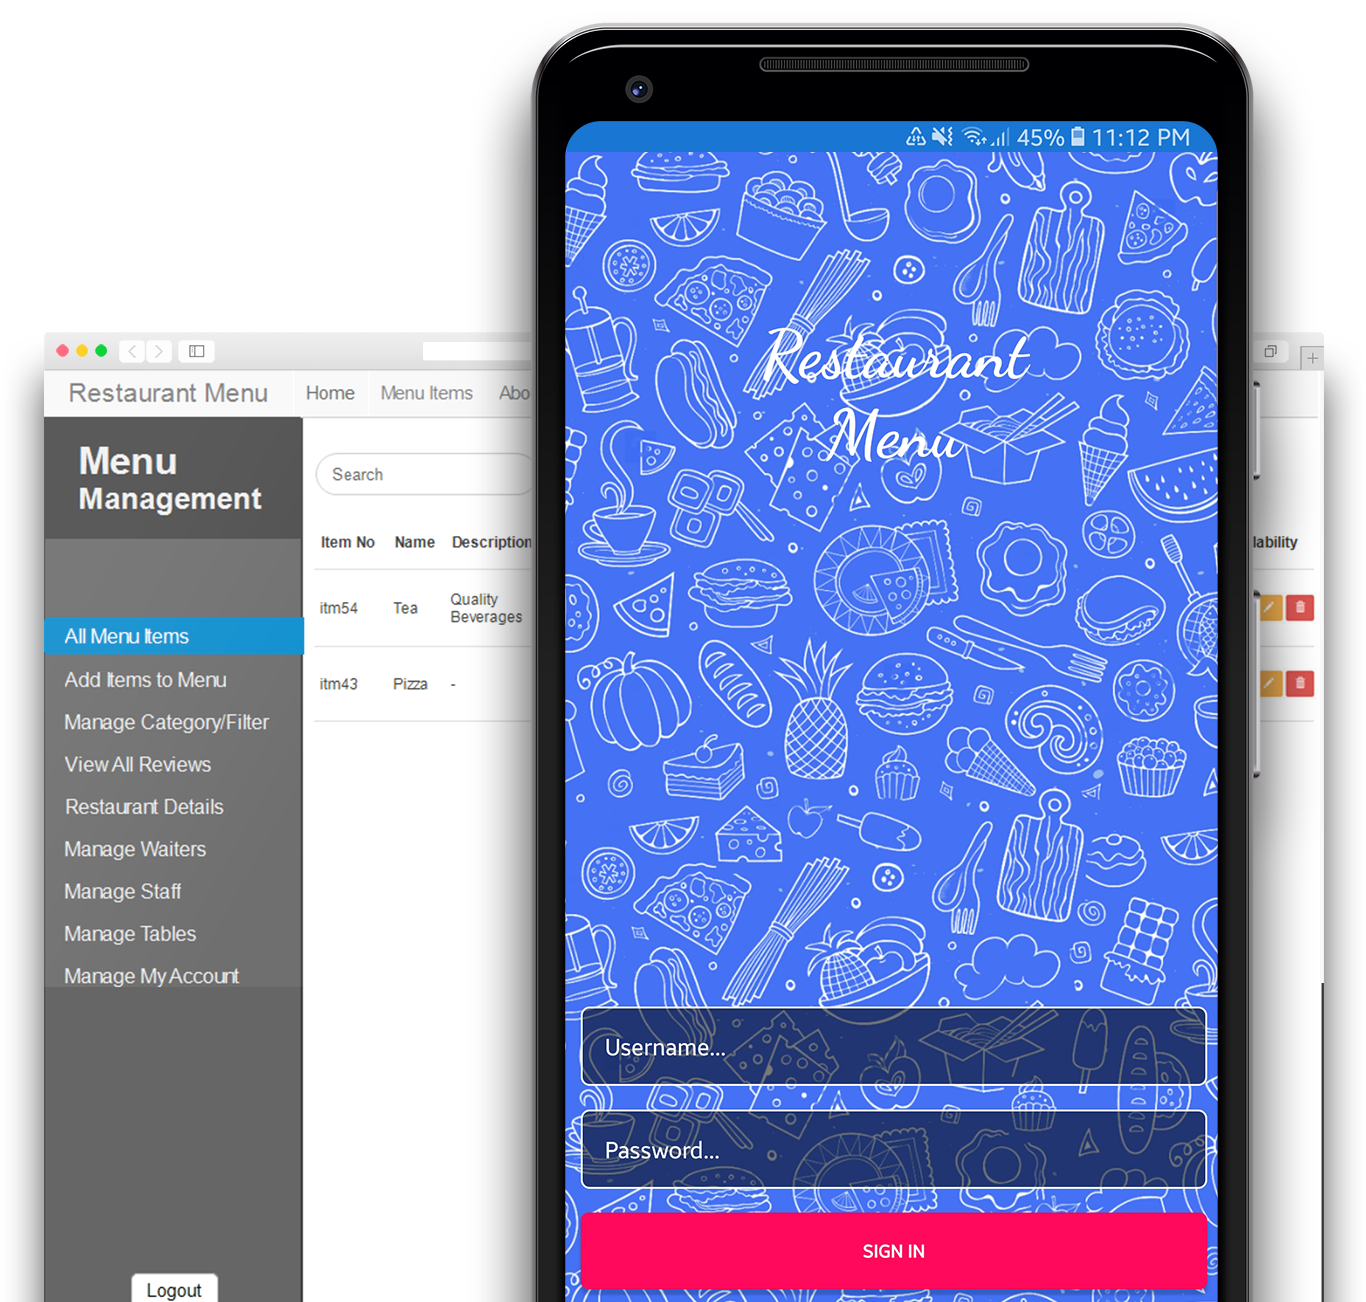 45% 11:12 PM
Restaurant
Menu
Username...
Password...
SIGN IN
Restaurant Menu Home Menu Items Abo
Menu
Management
Search
Item No Name Description lability
itm54 Tea Quality
Beverages
itm43 Pizza -
All Menu Items
Add Items to Menu
Manage Category/Filter
View All Reviews
Restaurant Details
Manage Waiters
Manage Staff
Manage Tables
Manage My Account
Logout